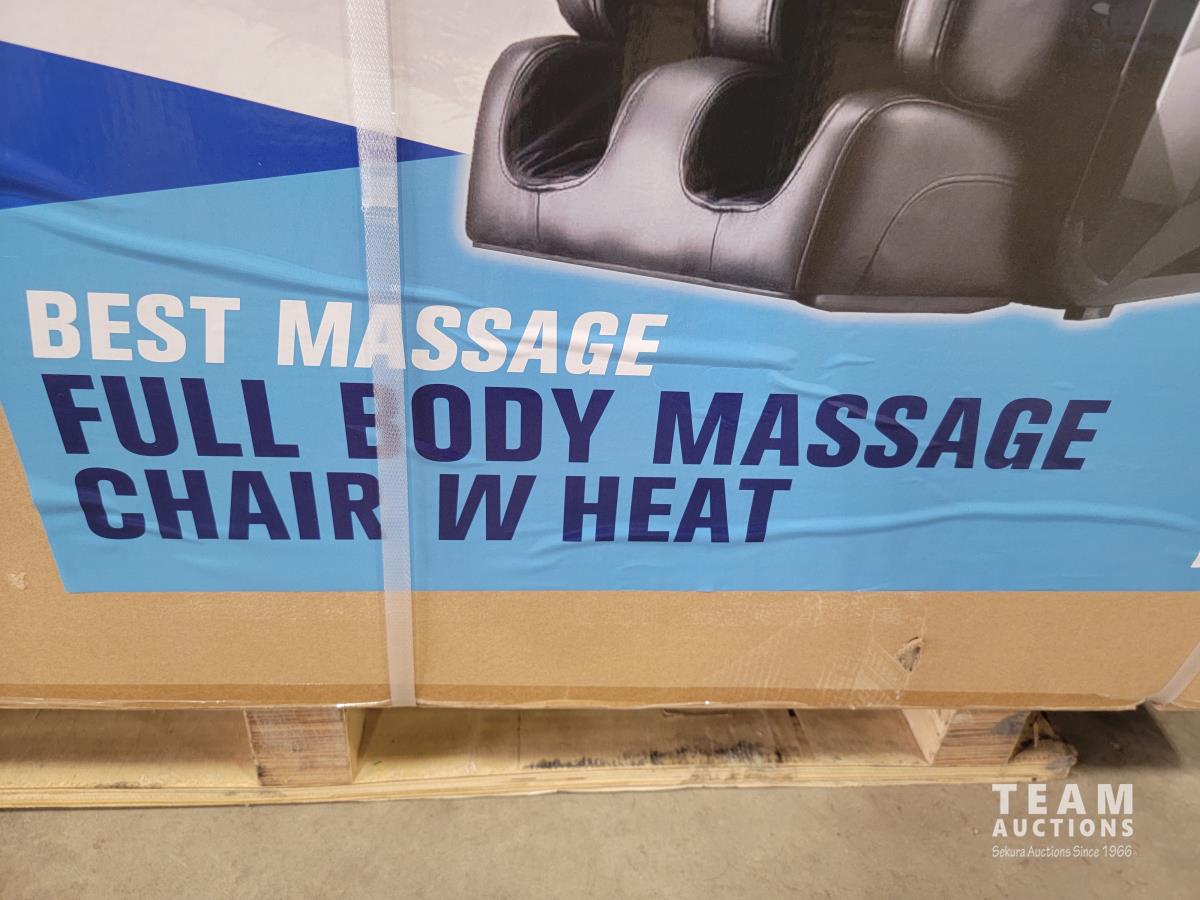 BEST MASSAGE
FULL BODY MASSAGE
CHAIR W HEAT
TEAM
AUCTIONS
Sekura Auctions Since 1966